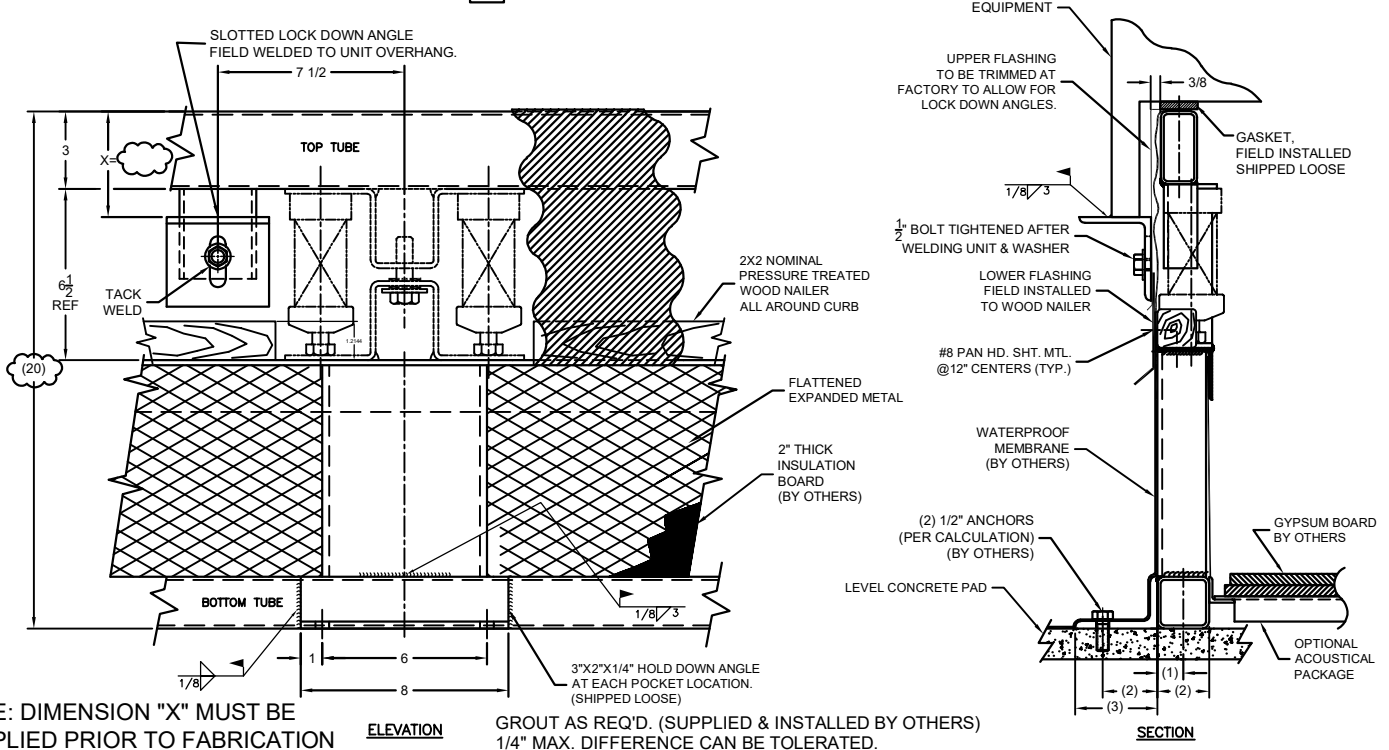 SLOTTED LOCK DOWN ANGLE
FIELD WELDED TO UNIT OVERHANG.
7 1/2
3
X=
TOP TUBE
6 1/2
REF
TACK
WELD
(20)
1.2144
2X2 NOMINAL
PRESSURE TREATED
WOOD NAILER
ALL AROUND CURB
FLATTENED
EXPANDED METAL
2" THICK
INSULATION
BOARD
(BY OTHERS)
BOTTOM TUBE
1/8
3
1/8
1
6
8
3"X2"X1/4" HOLD DOWN ANGLE
AT EACH POCKET LOCATION.
(SHIPPED LOOSE)
E: DIMENSION "X" MUST BE
PLIED PRIOR TO FABRICATION
ELEVATION
GROUT AS REQ'D. (SUPPLIED & INSTALLED BY OTHERS)
1/4" MAX. DIFFERENCE CAN BE TOLERATED.
EQUIPMENT
UPPER FLASHING
TO BE TRIMMED AT
FACTORY TO ALLOW FOR
LOCK DOWN ANGLES.
3/8
GASKET,
FIELD INSTALLED
SHIPPED LOOSE
1/8
3
1/2" BOLT TIGHTENED AFTER
WELDING UNIT & WASHER
LOWER FLASHING
FIELD INSTALLED
TO WOOD NAILER
#8 PAN HD. SHT. MTL.
@12" CENTERS (TYP.)
WATERPROOF
MEMBRANE
(BY OTHERS)
(2) 1/2" ANCHORS
(PER CALCULATION)
(BY OTHERS)
LEVEL CONCRETE PAD
GYPSUM BOARD
BY OTHERS
OPTIONAL
ACOUSTICAL
PACKAGE
(1)
(2)
(2)
(3)
SECTION